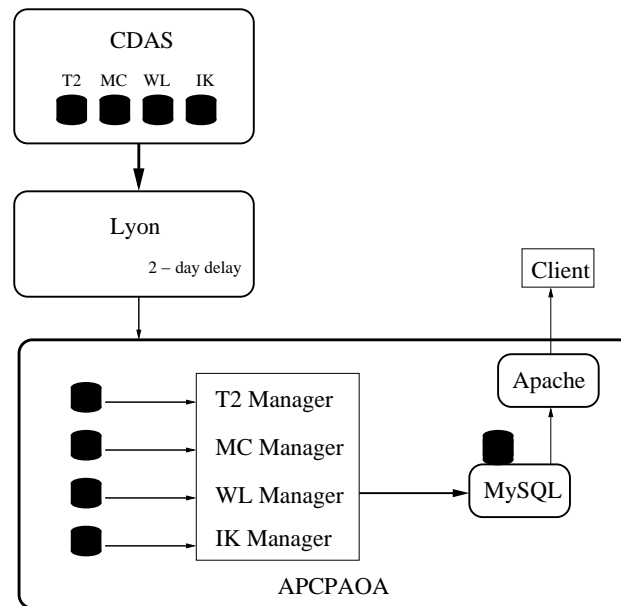 CDAS
T2 MC WL IK
Lyon
2 – day delay
Client
Apache
T2 Manager
MC Manager
WL Manager
MySQL
IK Manager
APCPAOA